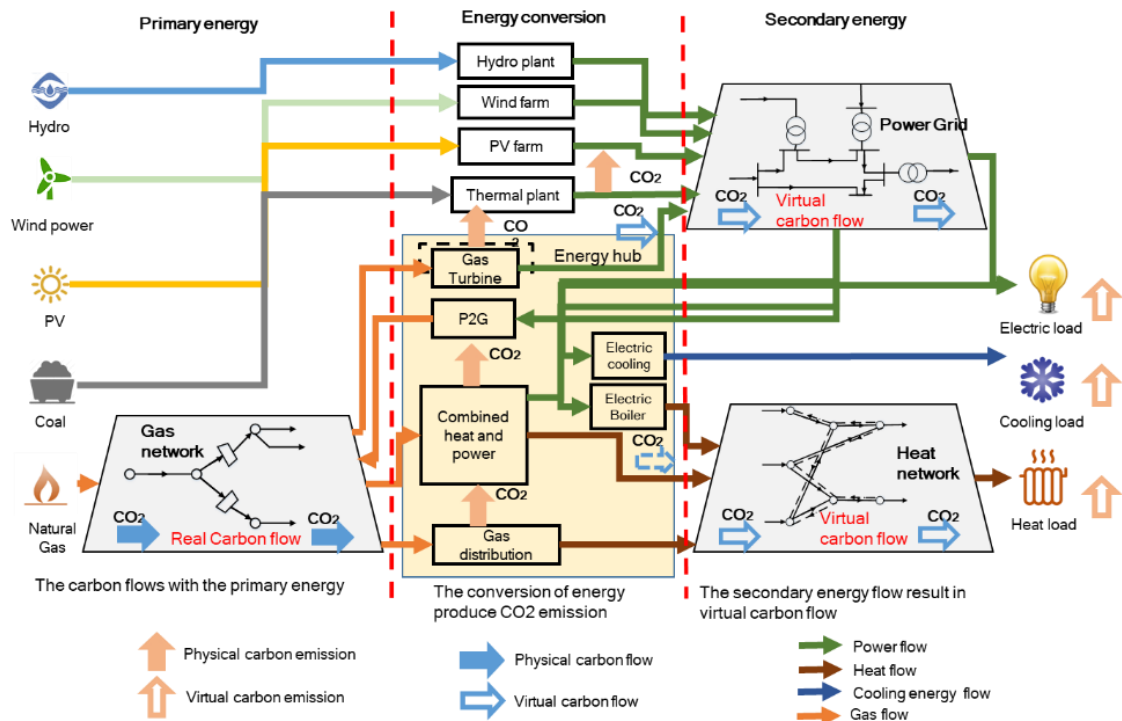 Primary energy
Energy conversion
Secondary energy
Hydro
Wind power
PV
Coal
Natural
Gas
Hydro plant
Wind farm
PV farm
Thermal plant
CO2
CO
2
CO2
Energy hub
Gas
Turbine
P2G
CO2
Electric
cooling
Electric
Boiler
Combined
heat and
power
CO2
CO2
Gas
distribution
Gas
network
CO2
CO2
Real Carbon flow
Power Grid
CO2
Virtual
carbon flow
CO2
Heat
network
CO2
Virtual
carbon flow
CO2
Electric load
Cooling load
Heat load
The carbon flows with the primary energy
The conversion of energy
produce CO2 emission
The secondary energy flow result in
virtual carbon flow
Physical carbon emission
Virtual carbon emission
Physical carbon flow
Virtual carbon flow
Power flow
Heat flow
Cooling energy flow
Gas flow